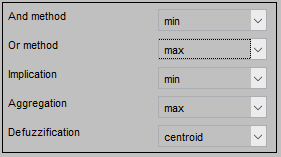 And method min
Or method max
Implication min
Aggregation max
Defuzzification centroid